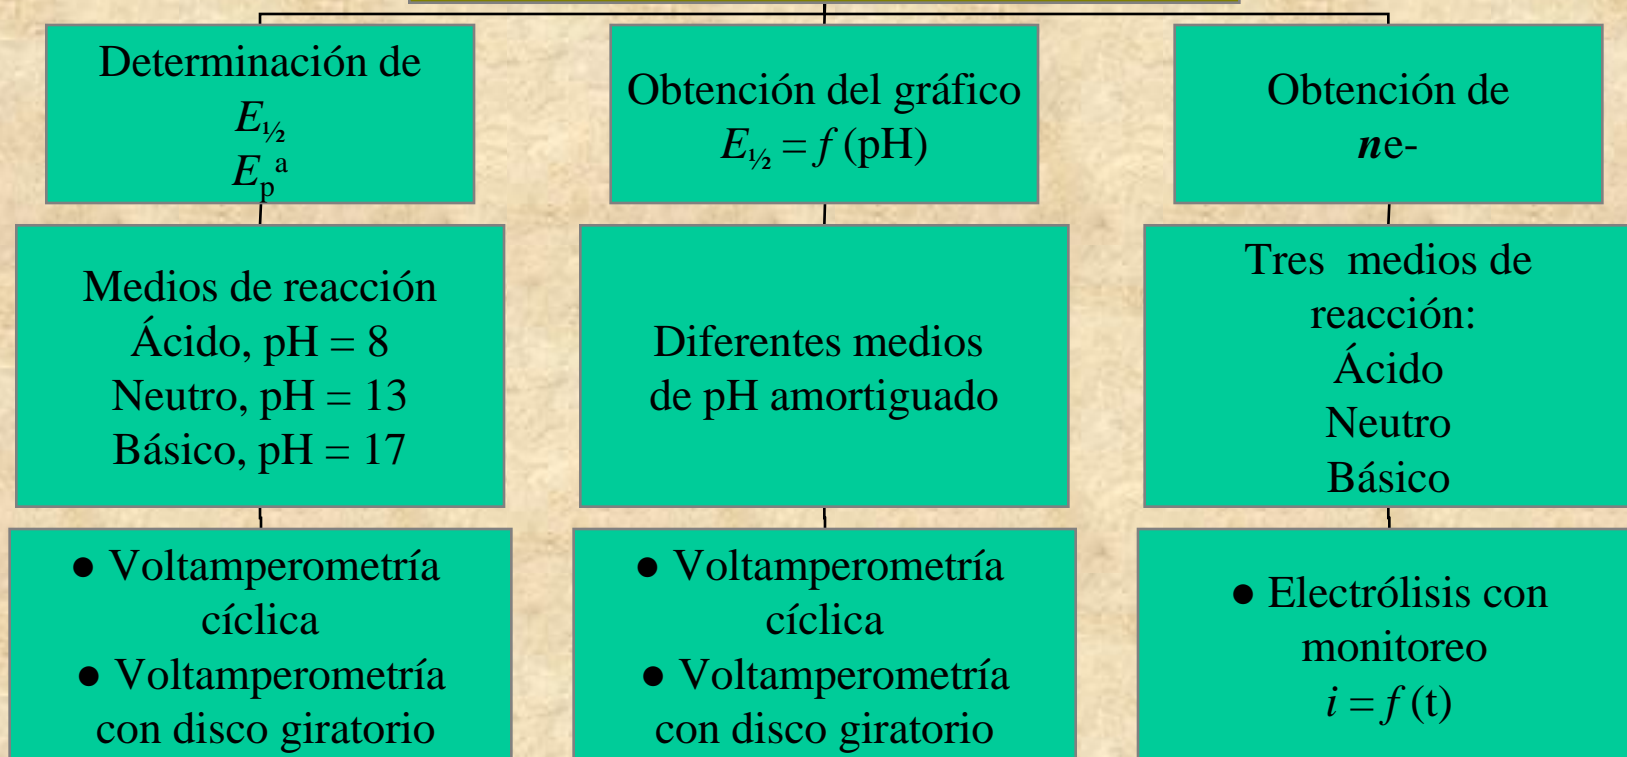 Determinación de
E½
Epa
Medios de reacción
Ácido, pH = 8
Neutro, pH = 13
Básico, pH = 17
● Voltamperometría
cíclica
● Voltamperometría
con disco giratorio
Obtención del gráfico
E½ = f (pH)
Diferentes medios
de pH amortiguado
● Voltamperometría
cíclica
● Voltamperometría
con disco giratorio
Obtención de
ne-
Tres medios de
reacción:
Ácido
Neutro
Básico
● Electrólisis con
monitoreo
i = f (t)